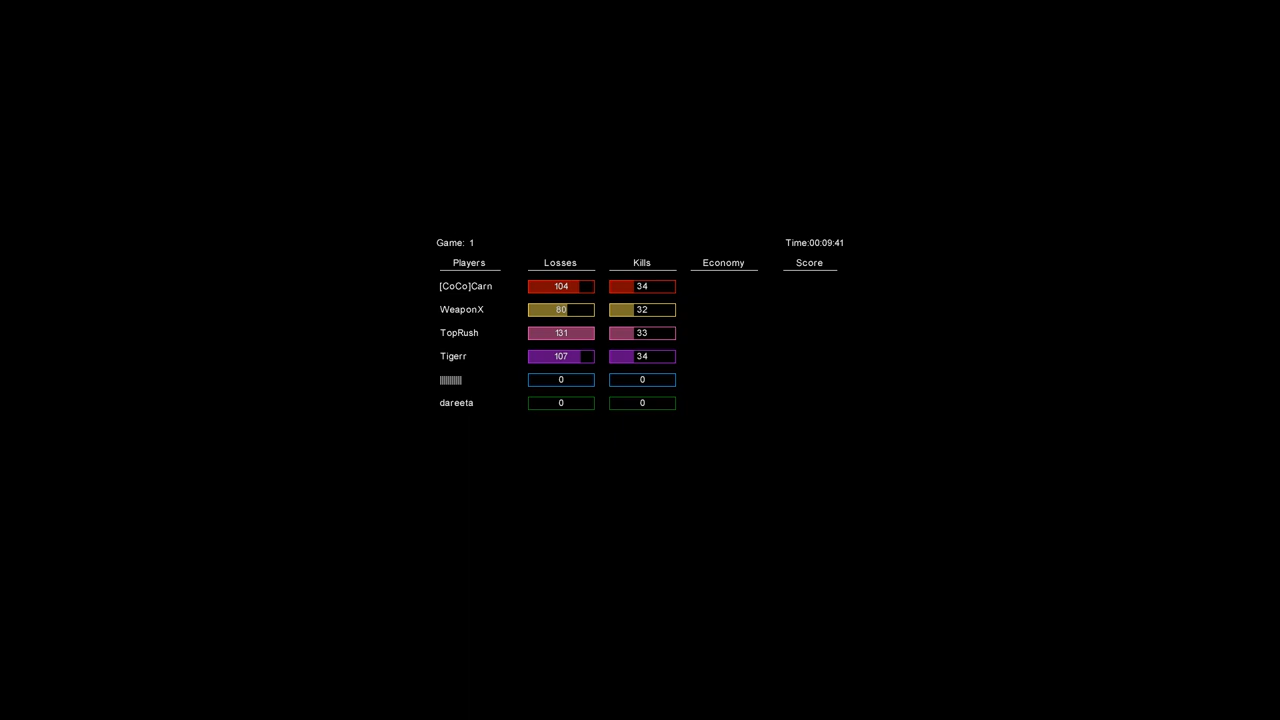 Game: 1 Time:00:09:41
Players Losses Kills Economy Score
[CoCo]Carn 104 34
WeaponX 80 32
TopRush 131 33
Tigerr 107 34
0 0
dareeta 0 0